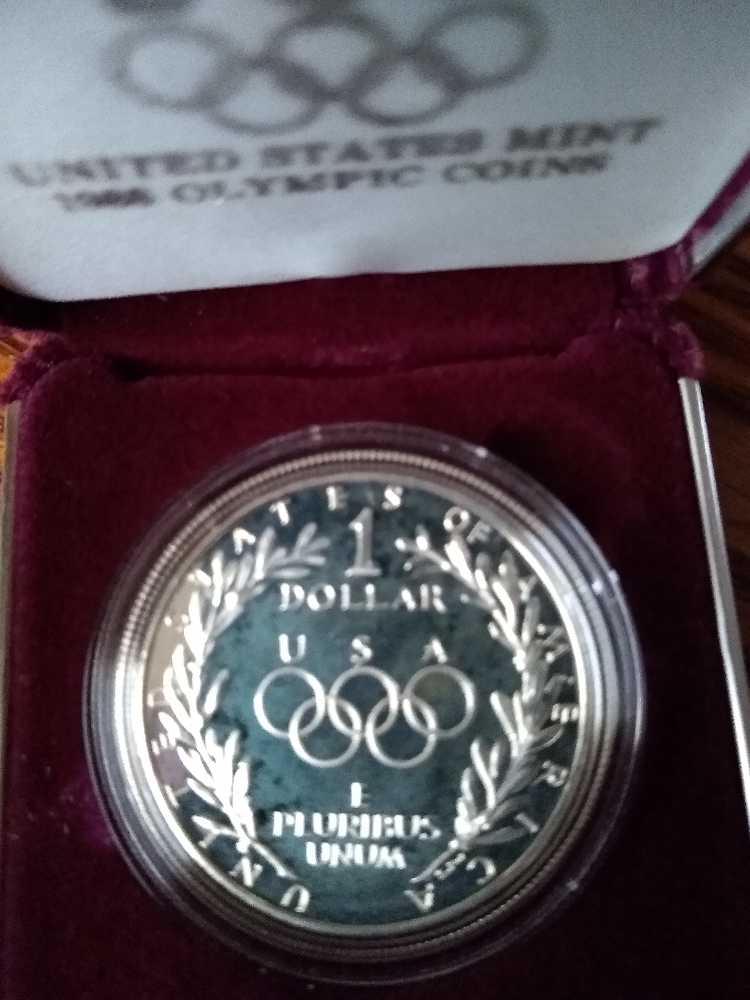 UNITED STATES MINT
1988 OLYMPIC COINS
UNITED STATES OF AMERICA
1
DOLLAR
U S A
E
PLURIBUS
UNUM